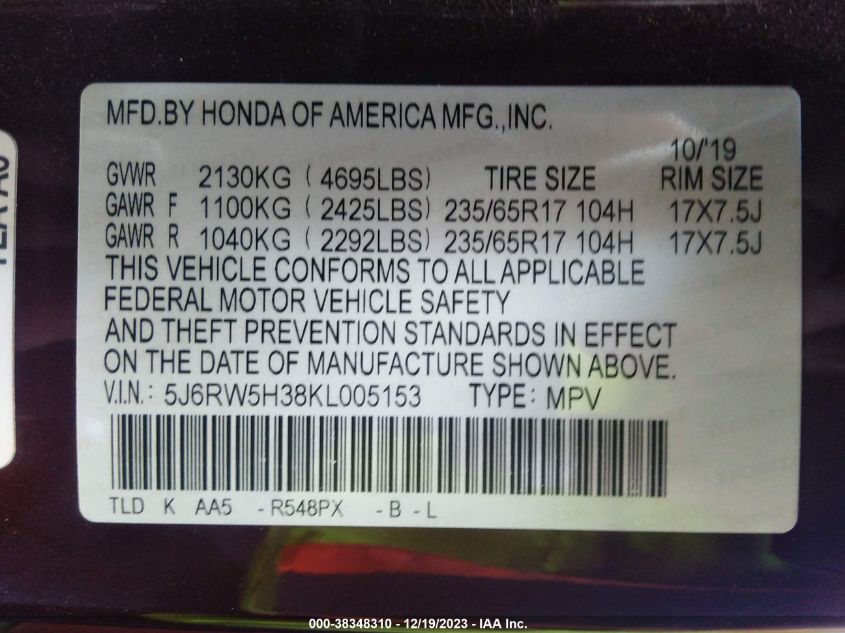 MFD.BY HONDA OF AMERICA MFG.,INC.
10/'19
GVWR 2130KG ( 4695LBS) TIRE SIZE RIM SIZE
GAWR F 1100KG ( 2425LBS) 235/65R17 104H 17X7.5J
GAWR R 1040KG ( 2292LBS) 235/65R17 104H 17X7.5J
THIS VEHICLE CONFORMS TO ALL APPLICABLE
FEDERAL MOTOR VEHICLE SAFETY
AND THEFT PREVENTION STANDARDS IN EFFECT
ON THE DATE OF MANUFACTURE SHOWN ABOVE.
V.I.N.: 5J6RW5H38KL005153 TYPE: MPV
TLD K AA5 -R548PX -B -L
000-38348310 - 12/19/2023 - IAA Inc.